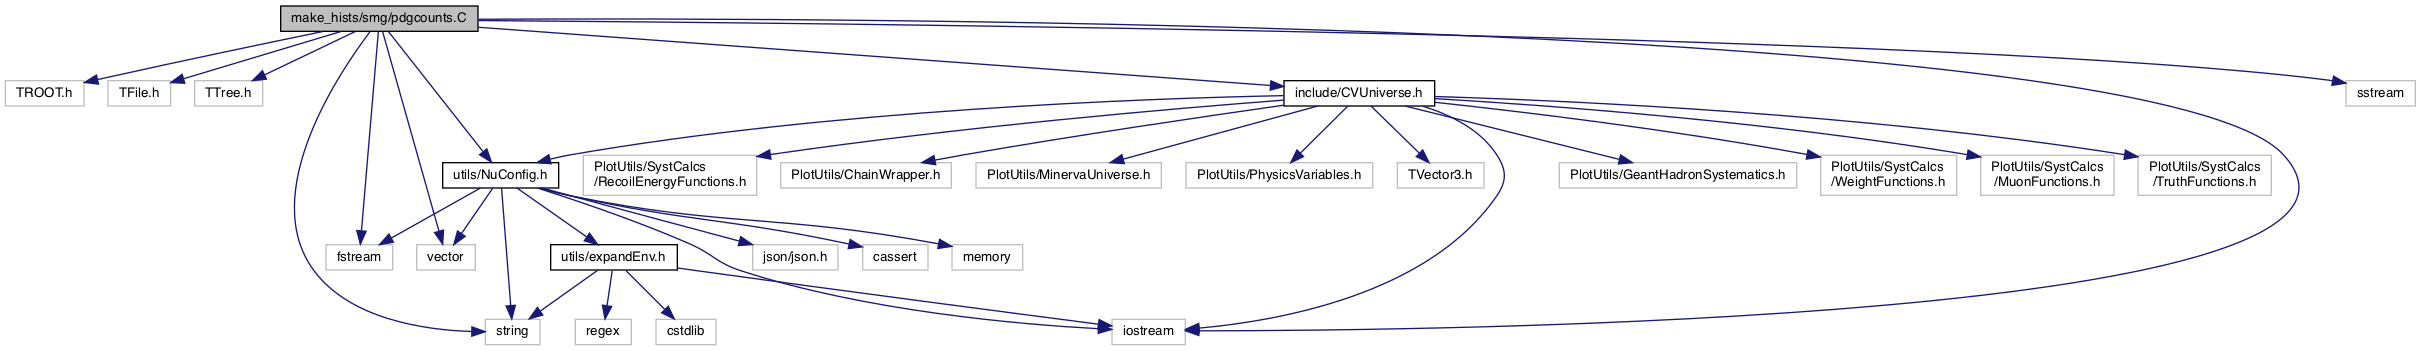 make_hists/smg/pdgcounts.C
TROOT.h
TFile.h
TTree.h
include/CVUniverse.h
sstream
utils/NuConfig.h
PlotUtils/SystCalcs
/RecoilEnergyFunctions.h
PlotUtils/ChainWrapper.h
PlotUtils/MinervaUniverse.h
PlotUtils/PhysicsVariables.h
TVector3.h
PlotUtils/GeantHadronSystematics.h
PlotUtils/SystCalcs
/WeightFunctions.h
PlotUtils/SystCalcs
/MuonFunctions.h
PlotUtils/SystCalcs
/TruthFunctions.h
fstream
vector
utils/expandEnv.h
json/json.h
cassert
memory
string
regex
cstdlib
iostream